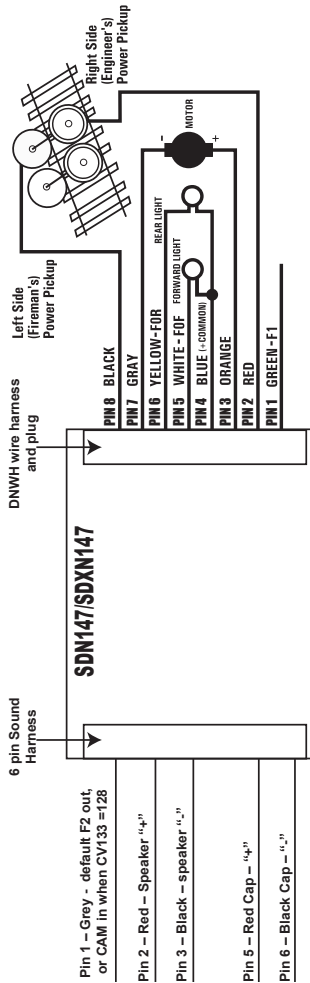 6 pin Sound
Harness
Pin 1 – Grey - default F2 out,
or CAM in when CV133 =128
Pin 2 – Red – Speaker “+”
Pin 3 – Black – speaker “-”
Pin 5 – Red Cap – “+”
Pin 6 – Black Cap – “-”
SDN147/SDXN147
DNWH wire harness
and plug
Left Side
(Fireman's)
Power Pickup
Right Side
(Engineer's)
Power Pickup
PIN 8 BLACK
PIN 7 GRAY
PIN 6 YELLOW-FOR
PIN 5 WHITE - FOF
PIN 4 BLUE (+COMMON)
PIN 3 ORANGE
PIN 2 RED
PIN 1 GREEN - F1
FORWARD LIGHT
REAR LIGHT
-
MOTOR
+